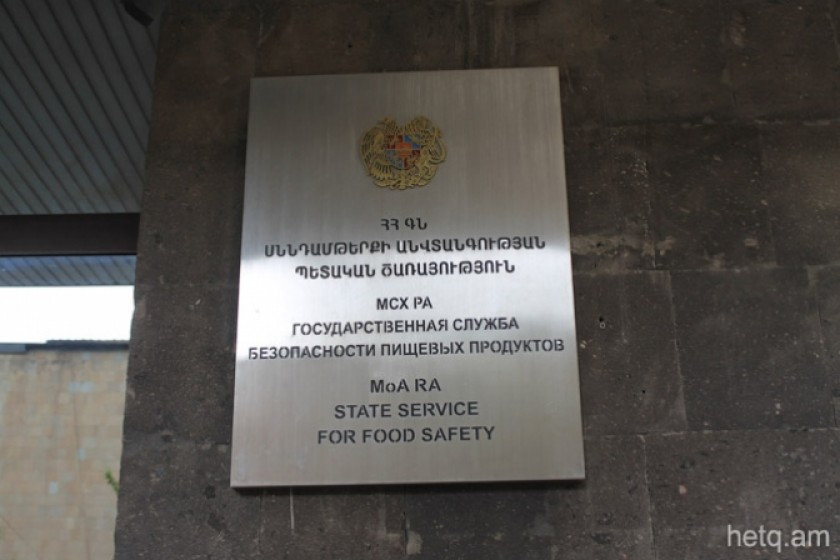 ՀՀ ԳՆ
ՍՆՆԴԱՄԹԵՐՔԻ ԱՆՎՏԱՆԳՈՒԹՅԱՆ
ՊԵՏԱԿԱՆ ԾԱՌԱՅՈՒԹՅՈՒՆ
МСХ РА
ГОСУДАРСТВЕННАЯ СЛУЖБА
БЕЗОПАСНОСТИ ПИЩЕВЫХ ПРОДУКТОВ
MoA RA
STATE SERVICE
FOR FOOD SAFETY
hetq.am